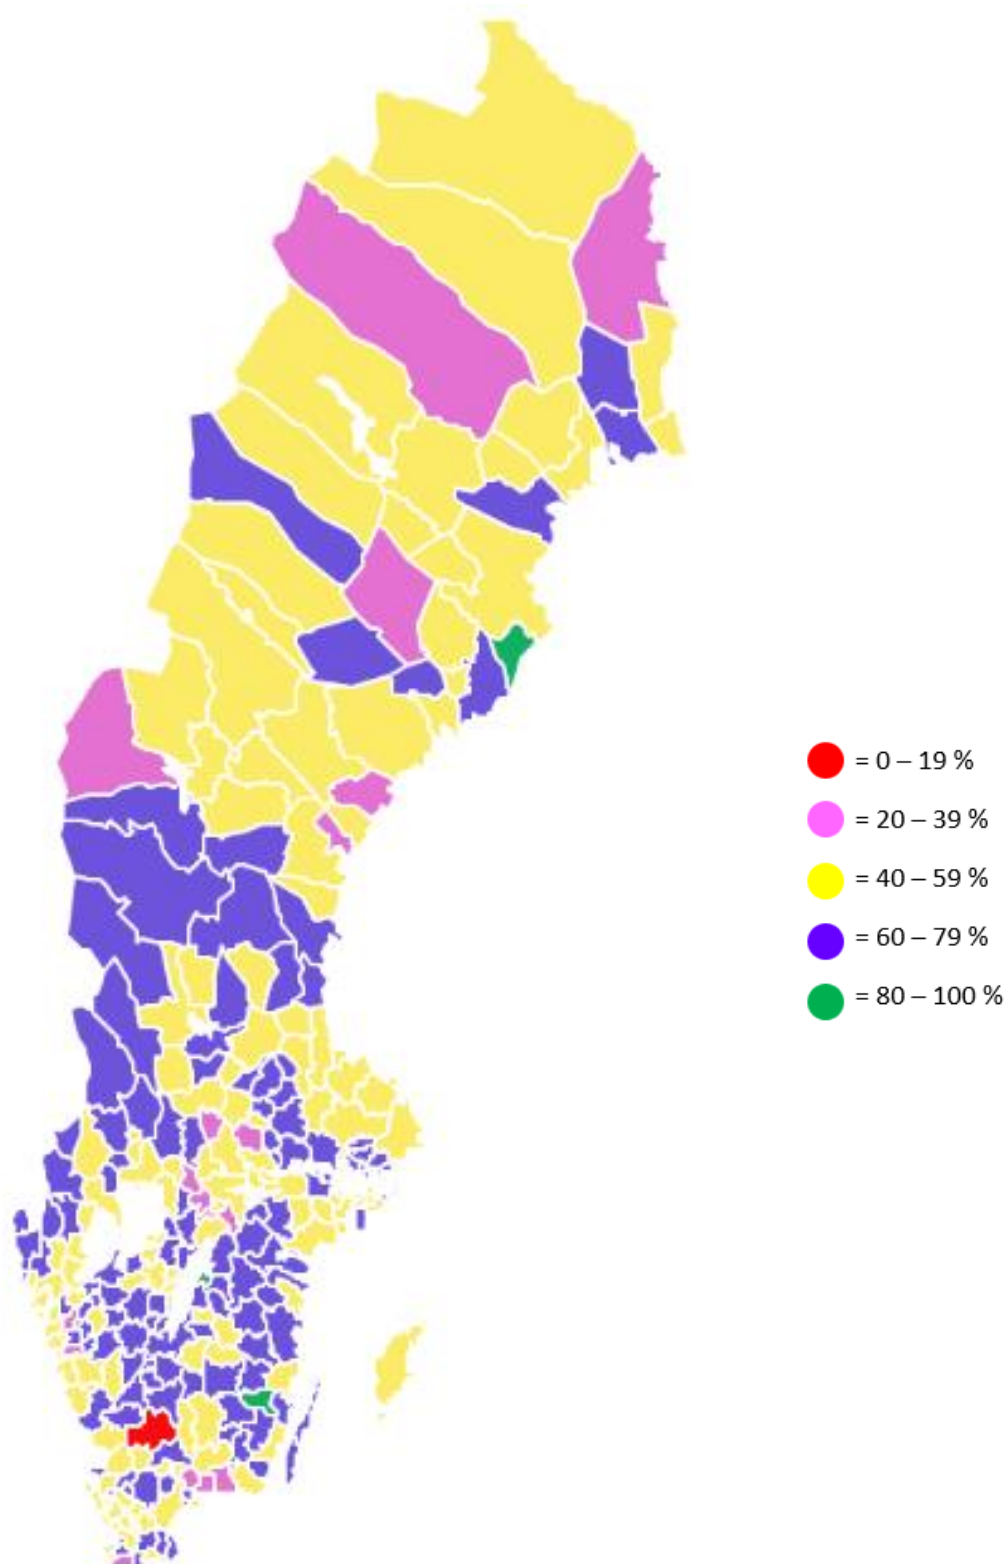 = 0 – 19 %
= 20 – 39 %
= 40 – 59 %
= 60 – 79 %
= 80 – 100 %